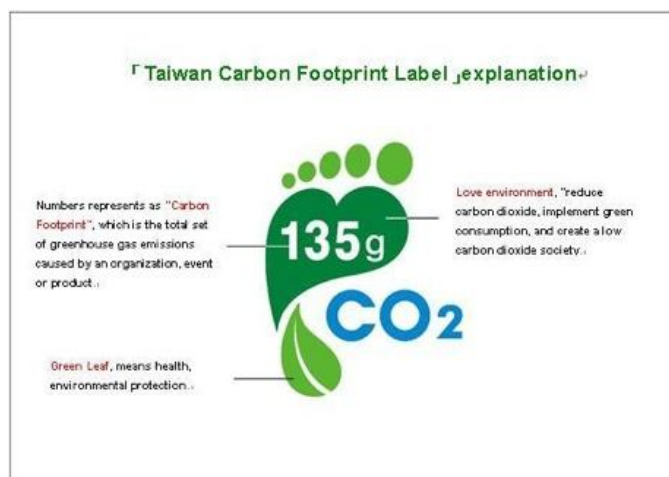 「Taiwan Carbon Footprint Label」explanation↵
Numbers represents as "Carbon
Footprint", which is the total set
of greenhouse gas emissions
caused by an organization, event
or product.
135g
CO2
Love environment, "reduce
carbon dioxide, implement green
consumption, and create a low
carbon dioxide society.
Green Leaf, means health,
environmental protection.